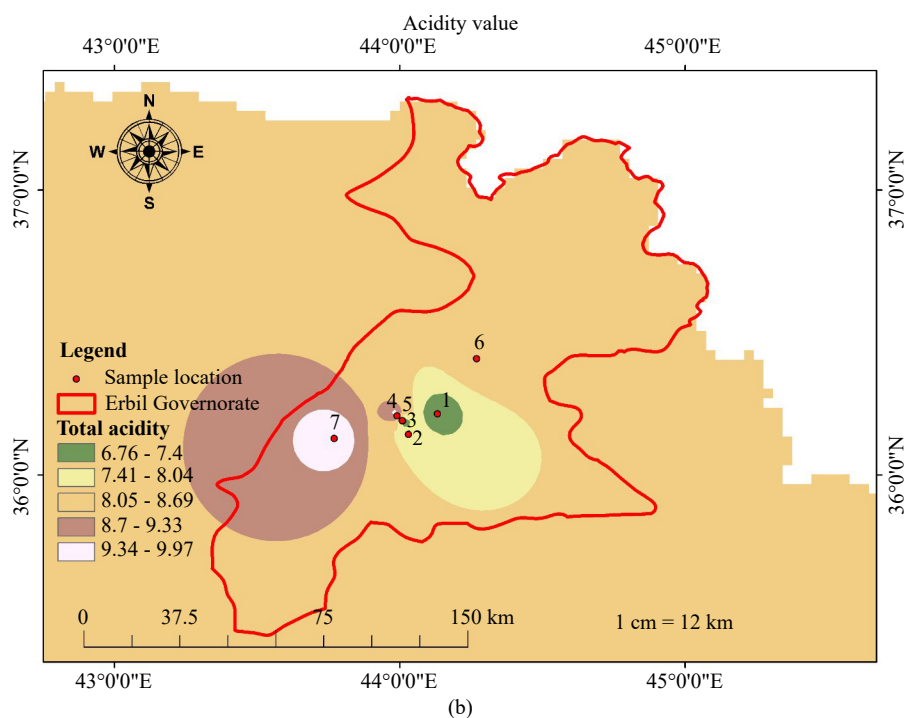 Acidity value
43°0'0"E 44°0'0"E 45°0'0"E
N
W E
S
37°0'0"N 37°0'0"N
6
Legend
Sample location
Erbil Governorate
4 5 1
3
2
7
Total acidity
6.76 - 7.4
7.41 - 8.04
8.05 - 8.69
8.7 - 9.33
9.34 - 9.97
36°0'0"N 36°0'0"N
0 37.5 75 150 km
1 cm = 12 km
43°0'0"E 44°0'0"E 45°0'0"E
(b)